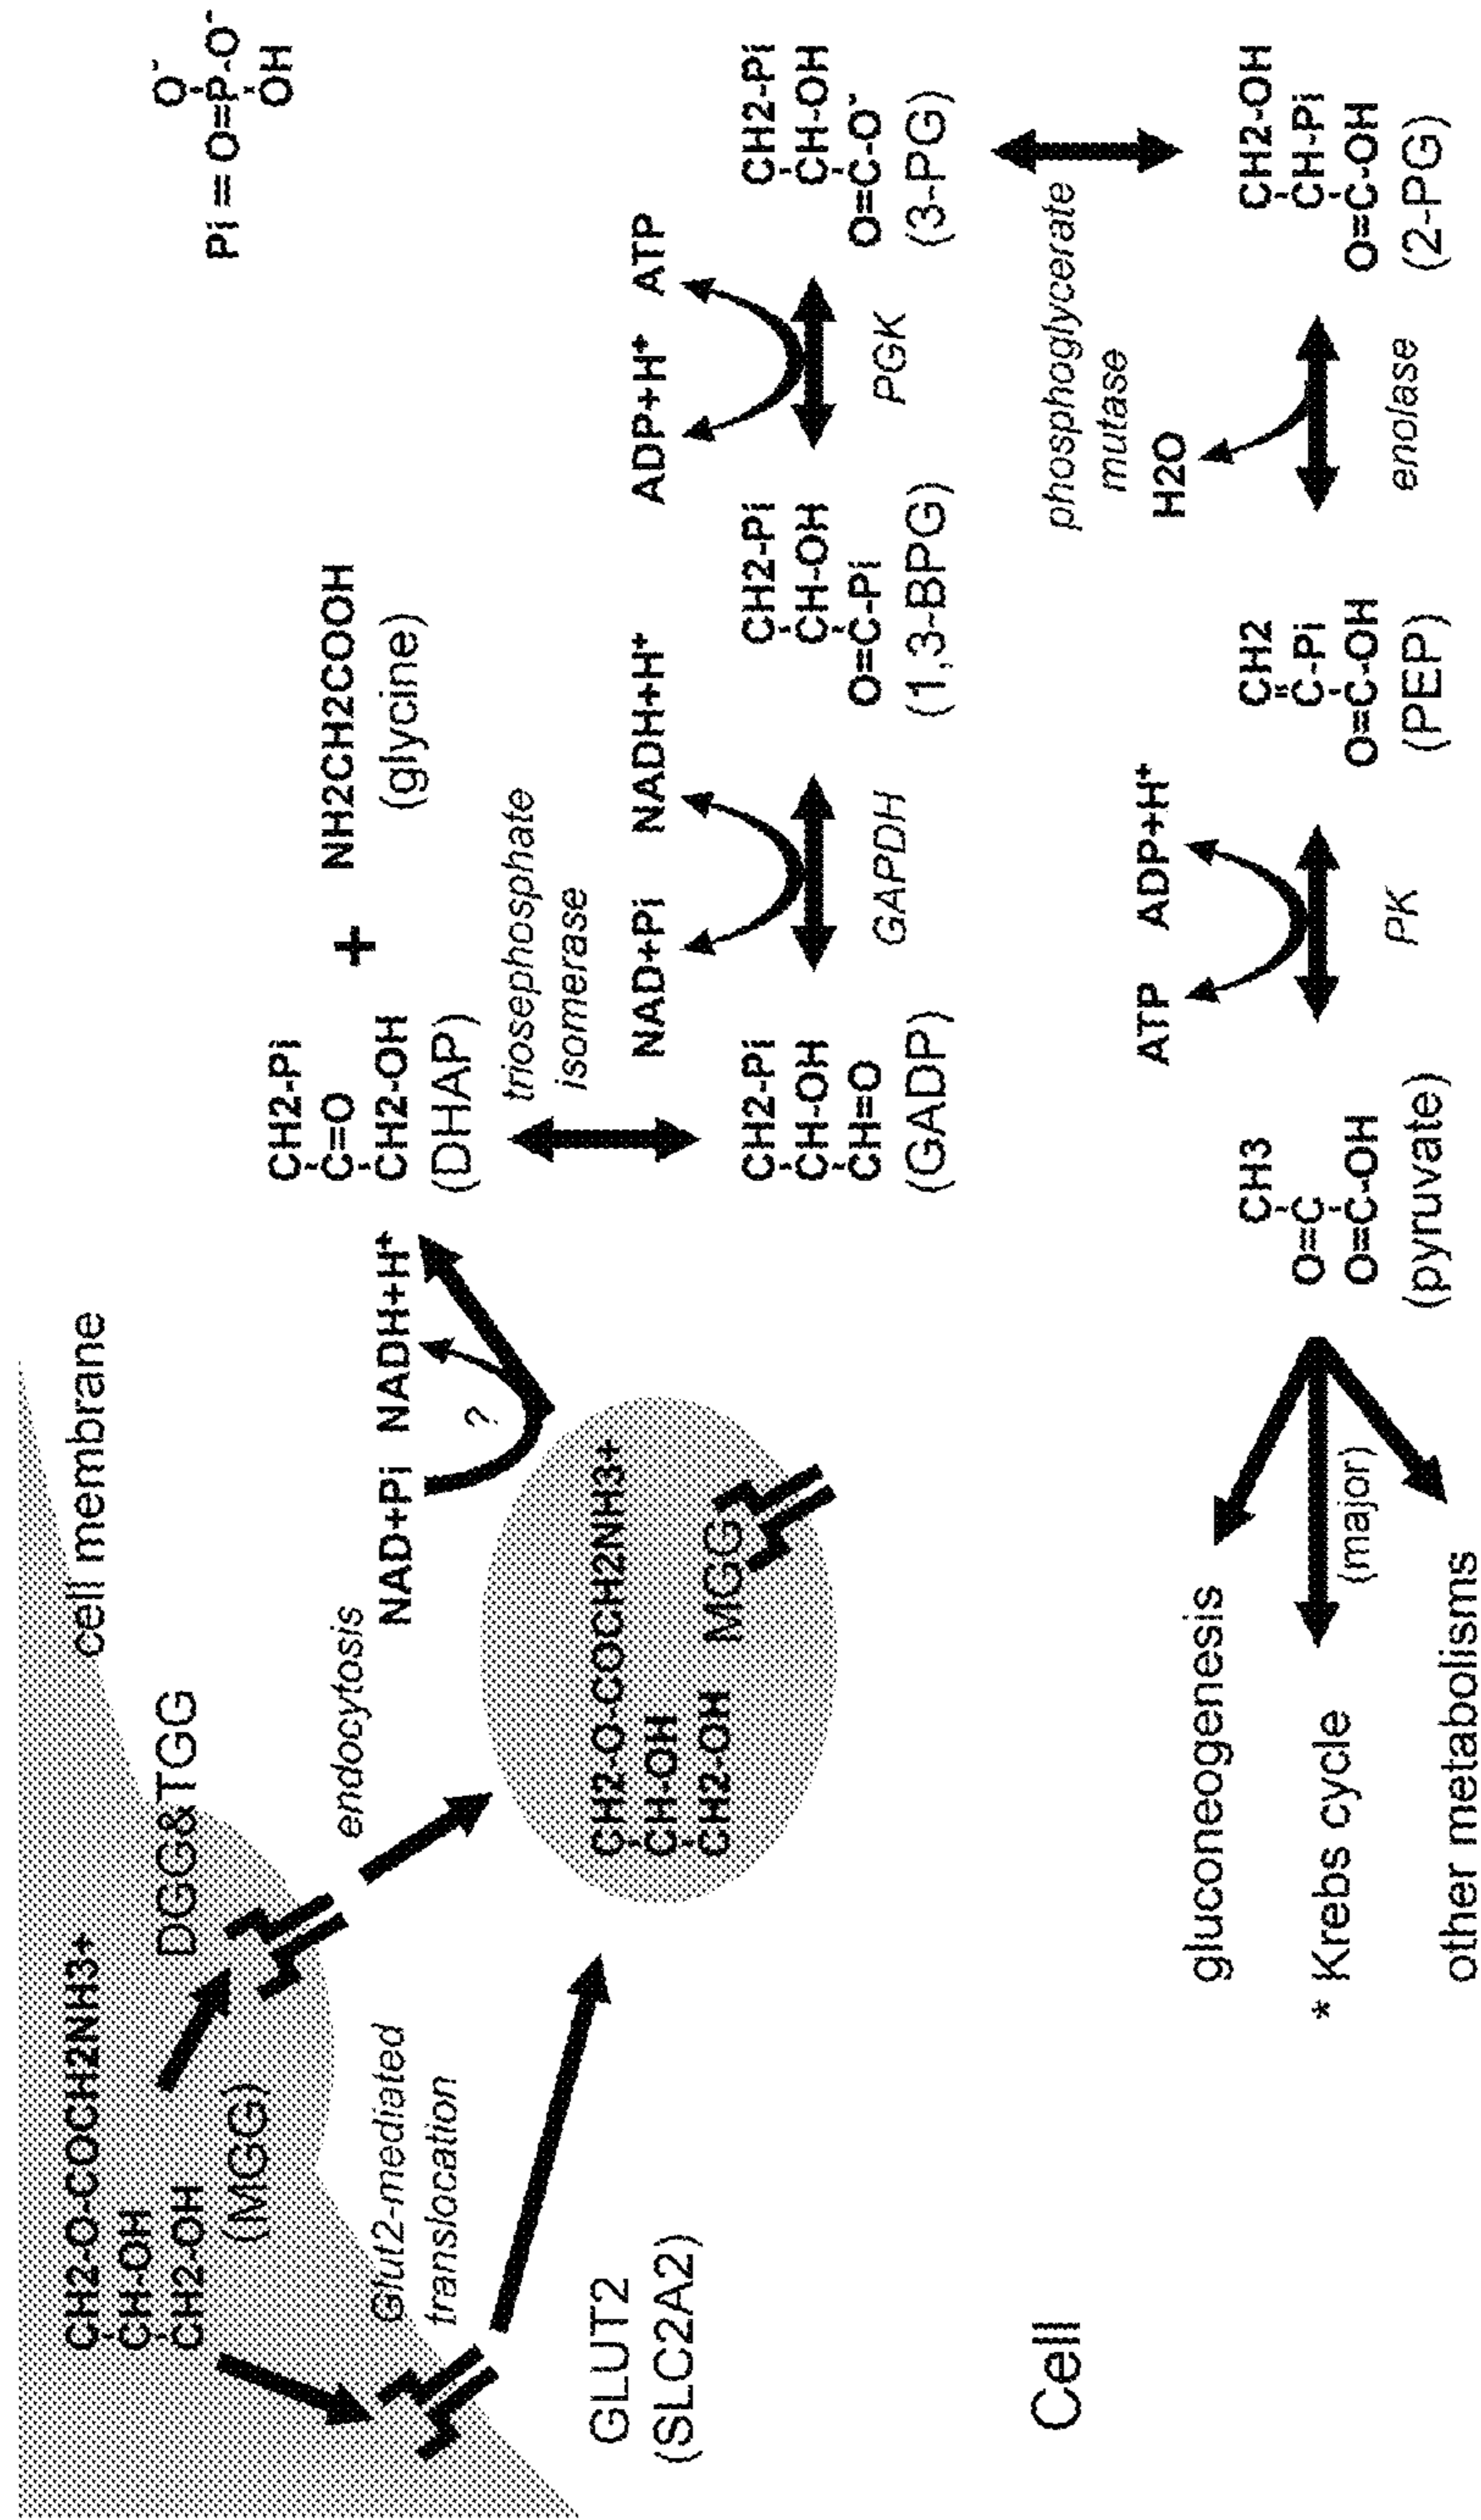 CH2-O-COCH2NH3+
CH-OH
CH2-OH
(MGG)
DGG&TGG
cell membrane
Glut2-mediated
translocation
endocytosis
GLUT2
(SLC2A2)
CH2-O-COCH2NH3+
CH-OH
CH2-OH MGG
NAD+Pi NADH+H⁺
?
CH2-Pi
C=O
CH2-OH
(DHAP)
+
NH2CH2COOH
(glycine)
Pi = O=P-O⁻
O⁻
OH
triosephosphate
isomerase
CH2-Pi
CH-OH
CH=O
(GADP)
NAD+Pi NADH+H⁺
GAPDH
CH2-Pi
CH-OH
O=C-Pi
(1,3-BPG)
ADP+H⁺ ATP
PGK
CH2-Pi
CH-OH
O=C-O⁻
(3-PG)
phosphoglycerate
mutase
CH2-OH
CH-Pi
O=C-OH
(2-PG)
H2O
enolase
CH2
C-Pi
O=C-OH
(PEP)
ATP ADP+H⁺
PK
CH3
O=C
O=C-OH
(pyruvate)
gluconeogenesis
* Krebs cycle
(major)
other metabolisms
Cell